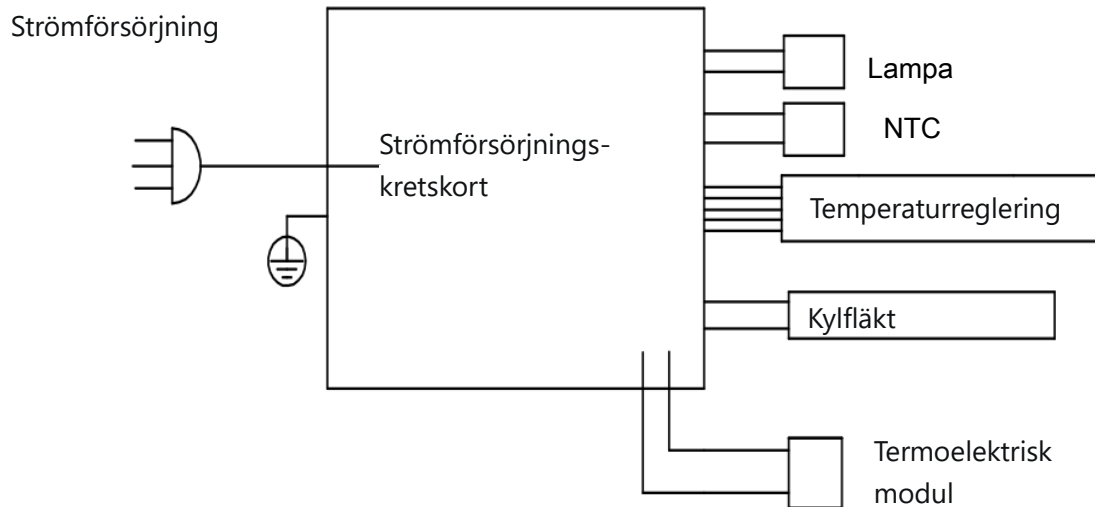 Strömförsörjning
Lampa
NTC
Strömförsörjnings-
kretskort
Temperaturreglering
Kylfläkt
Termoelektrisk
modul